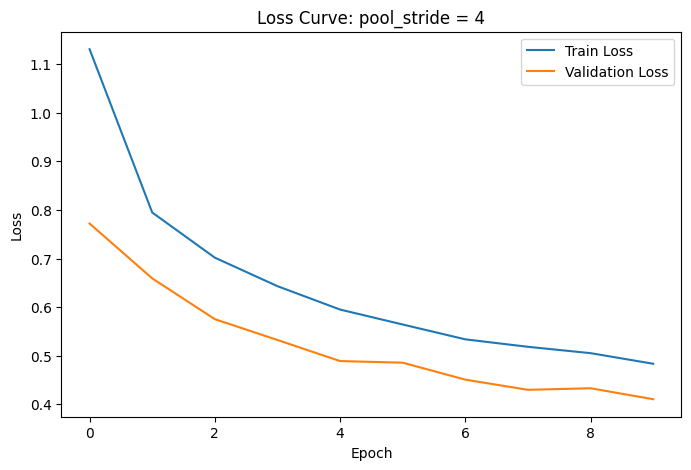 Loss Curve: pool_stride = 4
Train Loss
Validation Loss
Loss
1.1
1.0
0.9
0.8
0.7
0.6
0.5
0.4
0 2 4 6 8
Epoch